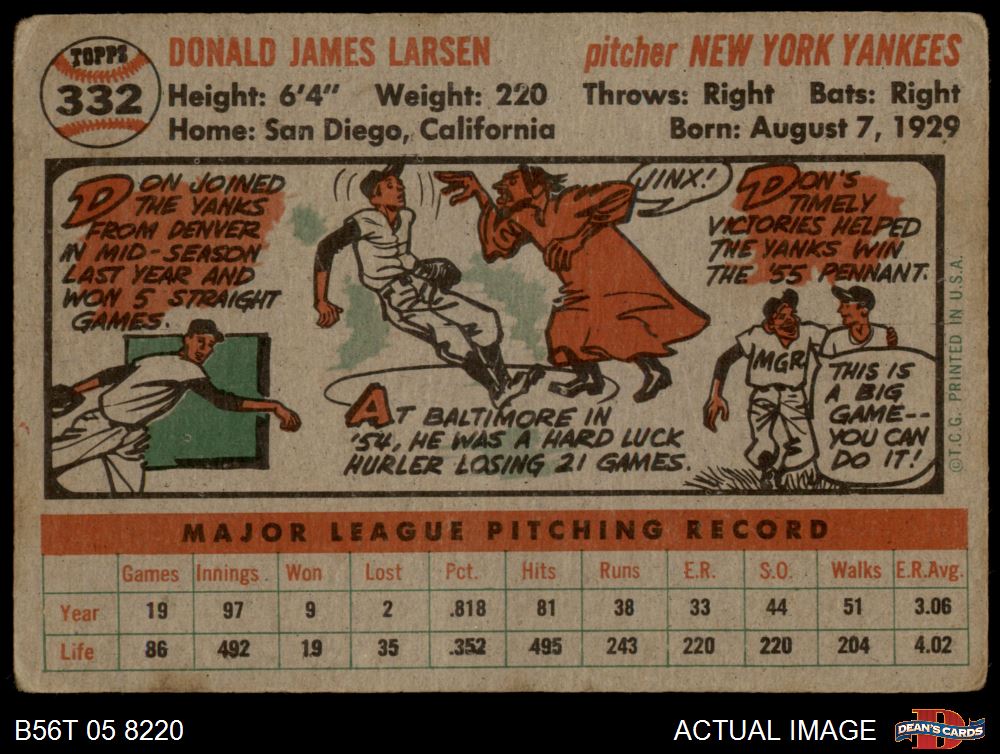 TOPPS
332
DONALD JAMES LARSEN
pitcher NEW YORK YANKEES
Height: 6'4" Weight: 220 Throws: Right Bats: Right
Home: San Diego, California Born: August 7, 1929
DON JOINED
THE YANKS
FROM DENVER
IN MID-SEASON
LAST YEAR AND
WON 5 STRAIGHT
GAMES.
JINX!
AT BALTIMORE IN
'54, HE WAS A HARD LUCK
HURLER LOSING 21 GAMES.
DON'S
TIMELY
VICTORIES HELPED
THE YANKS WIN
THE '55 PENNANT.
MGR
THIS IS
A BIG
GAME--
YOU CAN
DO IT!
©T.C.G. PRINTED IN U.S.A.
MAJOR LEAGUE PITCHING RECORD
Games Innings Won Lost Pct. Hits Runs E.R. S.O. Walks E.R.Avg.
Year 19 97 9 2 .818 81 38 33 44 51 3.06
Life 86 492 19 35 .352 495 243 220 220 204 4.02
B56T 05 8220
ACTUAL IMAGE
D
DEAN'S CARDS